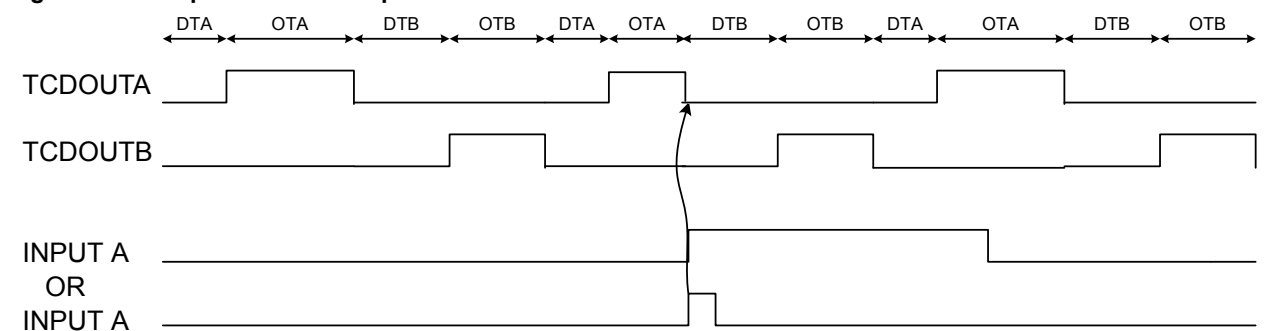 DTA OTA DTB OTB DTA OTA DTB OTB DTA OTA DTB OTB
TCDOUTA
TCDOUTB
INPUT A
OR
INPUT A